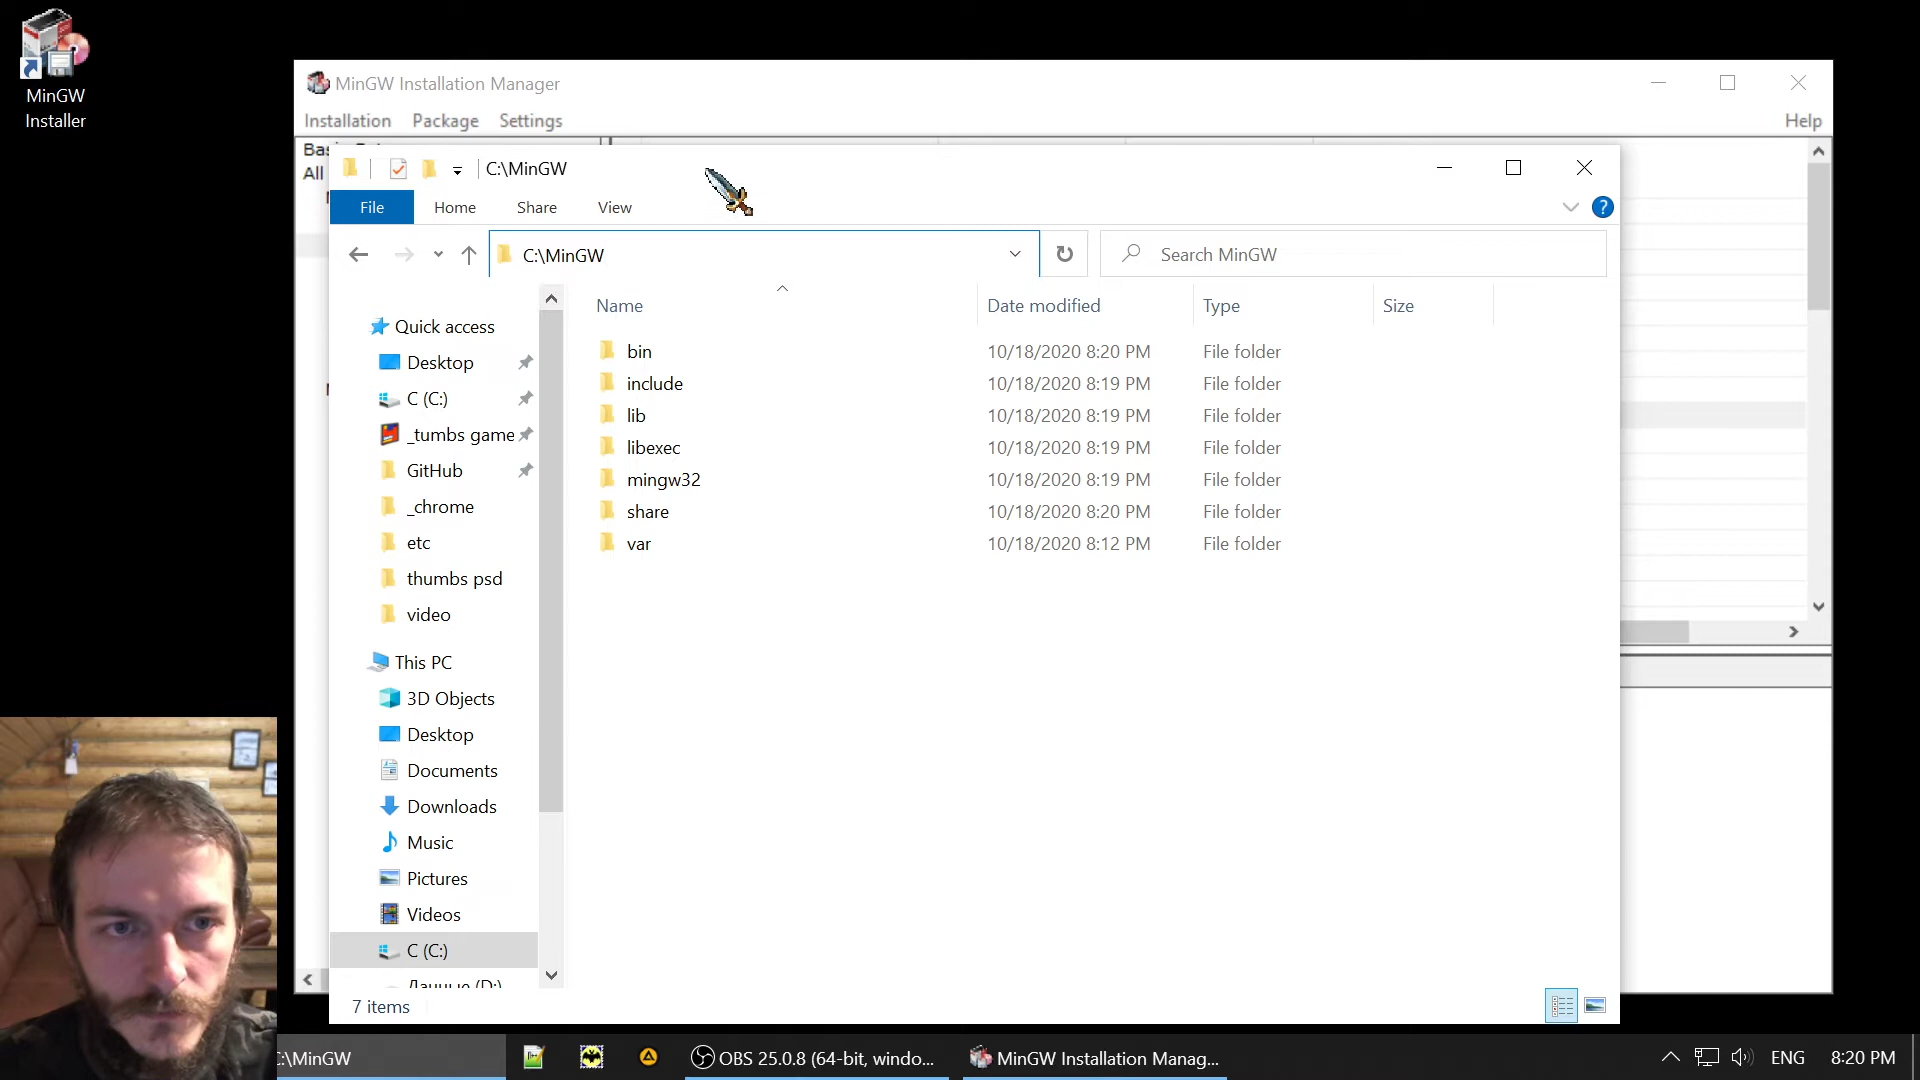 MinGW
Installer
MinGW Installation Manager
Installation Package Settings Help
All
C:\MinGW
File Home Share View
C:\MinGW
Search MinGW
Name Date modified Type Size
bin 10/18/2020 8:20 PM File folder
include 10/18/2020 8:19 PM File folder
lib 10/18/2020 8:19 PM File folder
libexec 10/18/2020 8:19 PM File folder
mingw32 10/18/2020 8:19 PM File folder
share 10/18/2020 8:20 PM File folder
var 10/18/2020 8:12 PM File folder
Quick access
Desktop
C (C:)
_tumbs game
GitHub
_chrome
etc
thumbs psd
video
This PC
3D Objects
Desktop
Documents
Downloads
Music
Pictures
Videos
C (C:)
Данные (D:)
7 items
C:\MinGW
OBS 25.0.8 (64-bit, windo...
MinGW Installation Manag...
ENG
8:20 PM